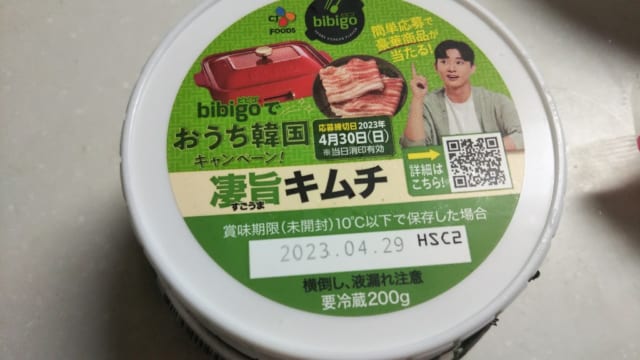 CJ
FOODS
bibigo
簡単応募で
豪華商品が
当たる!
bibigoで
おうち韓国
キャンペーン!
応募締切日 2023年
4月30日(日)
※当日消印有効
詳細は
こちら!
凄旨キムチ
すごうま
賞味期限(未開封)10℃以下で保存した場合
2023.04.29 HSC2
横倒し、液漏れ注意
要冷蔵200g